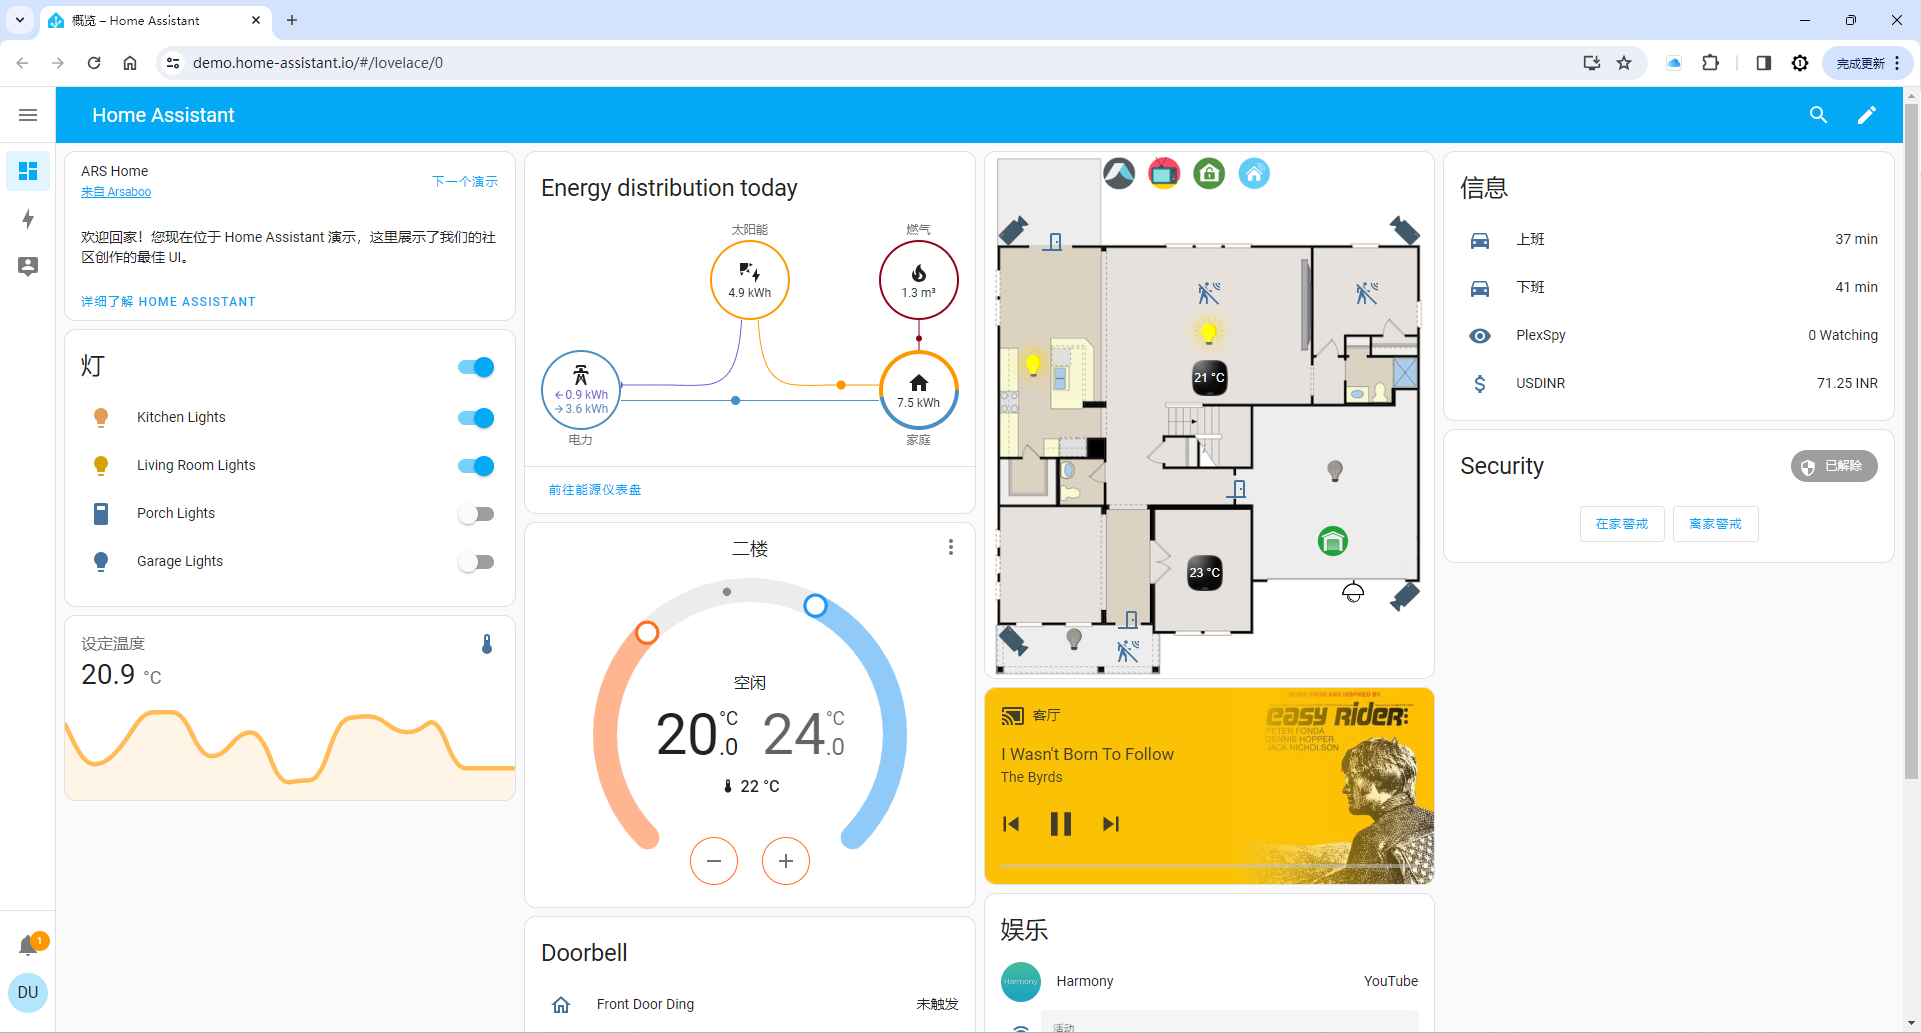 概览 – Home Assistant
demo.home-assistant.io/#/lovelace/0
完成更新
Home Assistant
ARS Home
来自 Arsaboo
下一个演示
欢迎回家！您现在位于 Home Assistant 演示，这里展示了我们的社
区创作的最佳 UI。
详细了解 HOME ASSISTANT
灯
Kitchen Lights
Living Room Lights
Porch Lights
Garage Lights
设定温度
20.9 °C
Energy distribution today
太阳能
燃气
4.9 kWh
1.3 m³
←0.9 kWh
→3.6 kWh
7.5 kWh
电力
家庭
前往能源仪表盘
二楼
空闲
20.0 °C
24.0 °C
22 °C
Doorbell
Front Door Ding
未触发
21 °C
23 °C
客厅
I Wasn't Born To Follow
The Byrds
MUSIC FROM AND INSPIRED BY
easy Rider:
PETER FONDA
DENNIS HOPPER
JACK NICHOLSON
娱乐
Harmony
Harmony
YouTube
活动
信息
上班
37 min
下班
41 min
PlexSpy
0 Watching
USDINR
71.25 INR
Security
已解除
在家警戒
离家警戒
1
DU